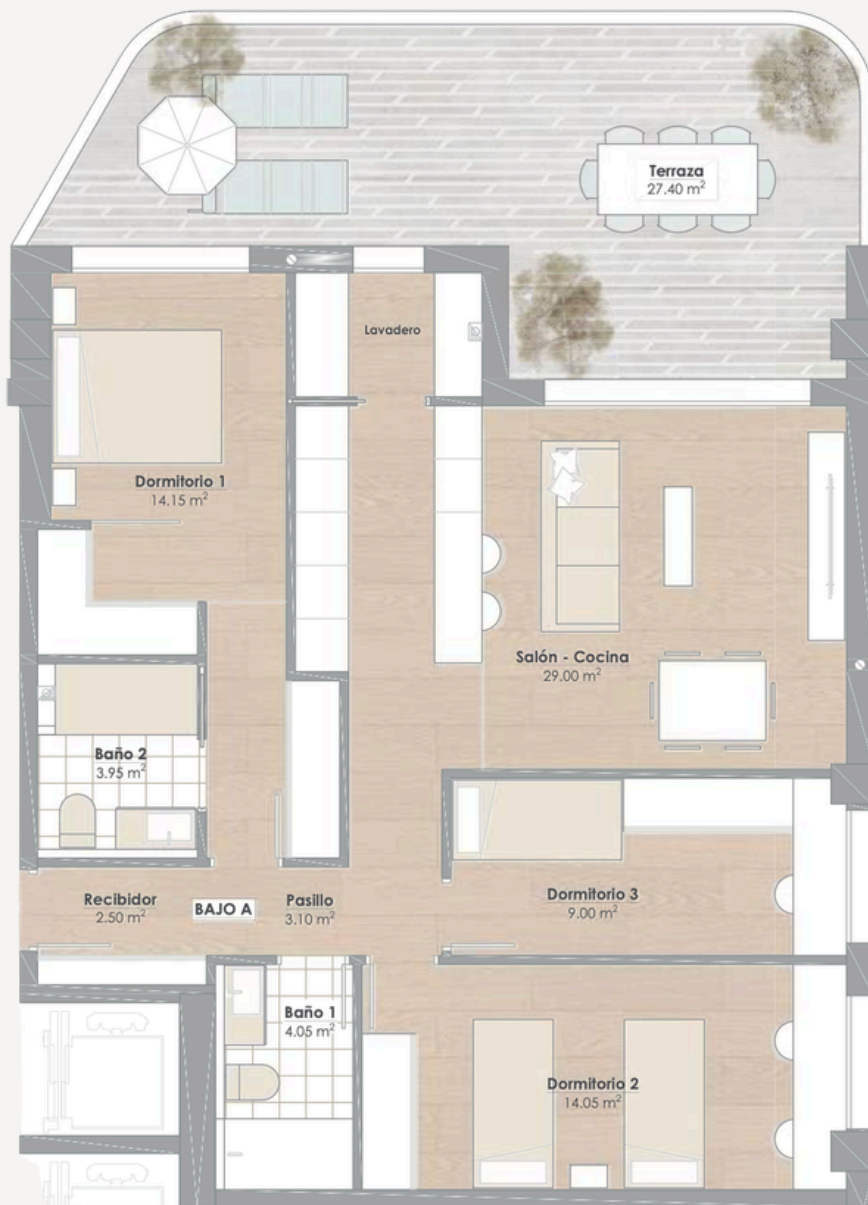 Terraza
27.40 m²
Lavadero
Dormitorio 1
14.15 m²
Salón - Cocina
29.00 m²
Baño 2
3.95 m²
Recibidor
2.50 m²
BAJO A
Pasillo
3.10 m²
Dormitorio 3
9.00 m²
Baño 1
4.05 m²
Dormitorio 2
14.05 m²